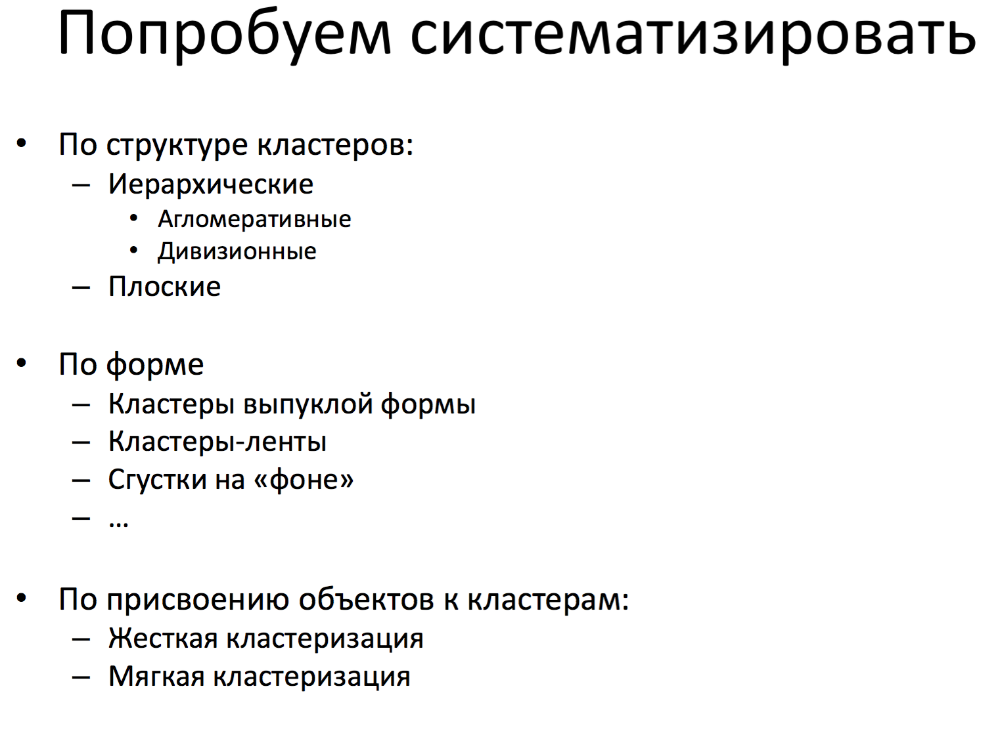 Попробуем систематизировать
• По структуре кластеров:
– Иерархические
• Агломеративные
• Дивизионные
– Плоские
• По форме
– Кластеры выпуклой формы
– Кластеры-ленты
– Сгустки на «фоне»
– …
• По присвоению объектов к кластерам:
– Жесткая кластеризация
– Мягкая кластеризация